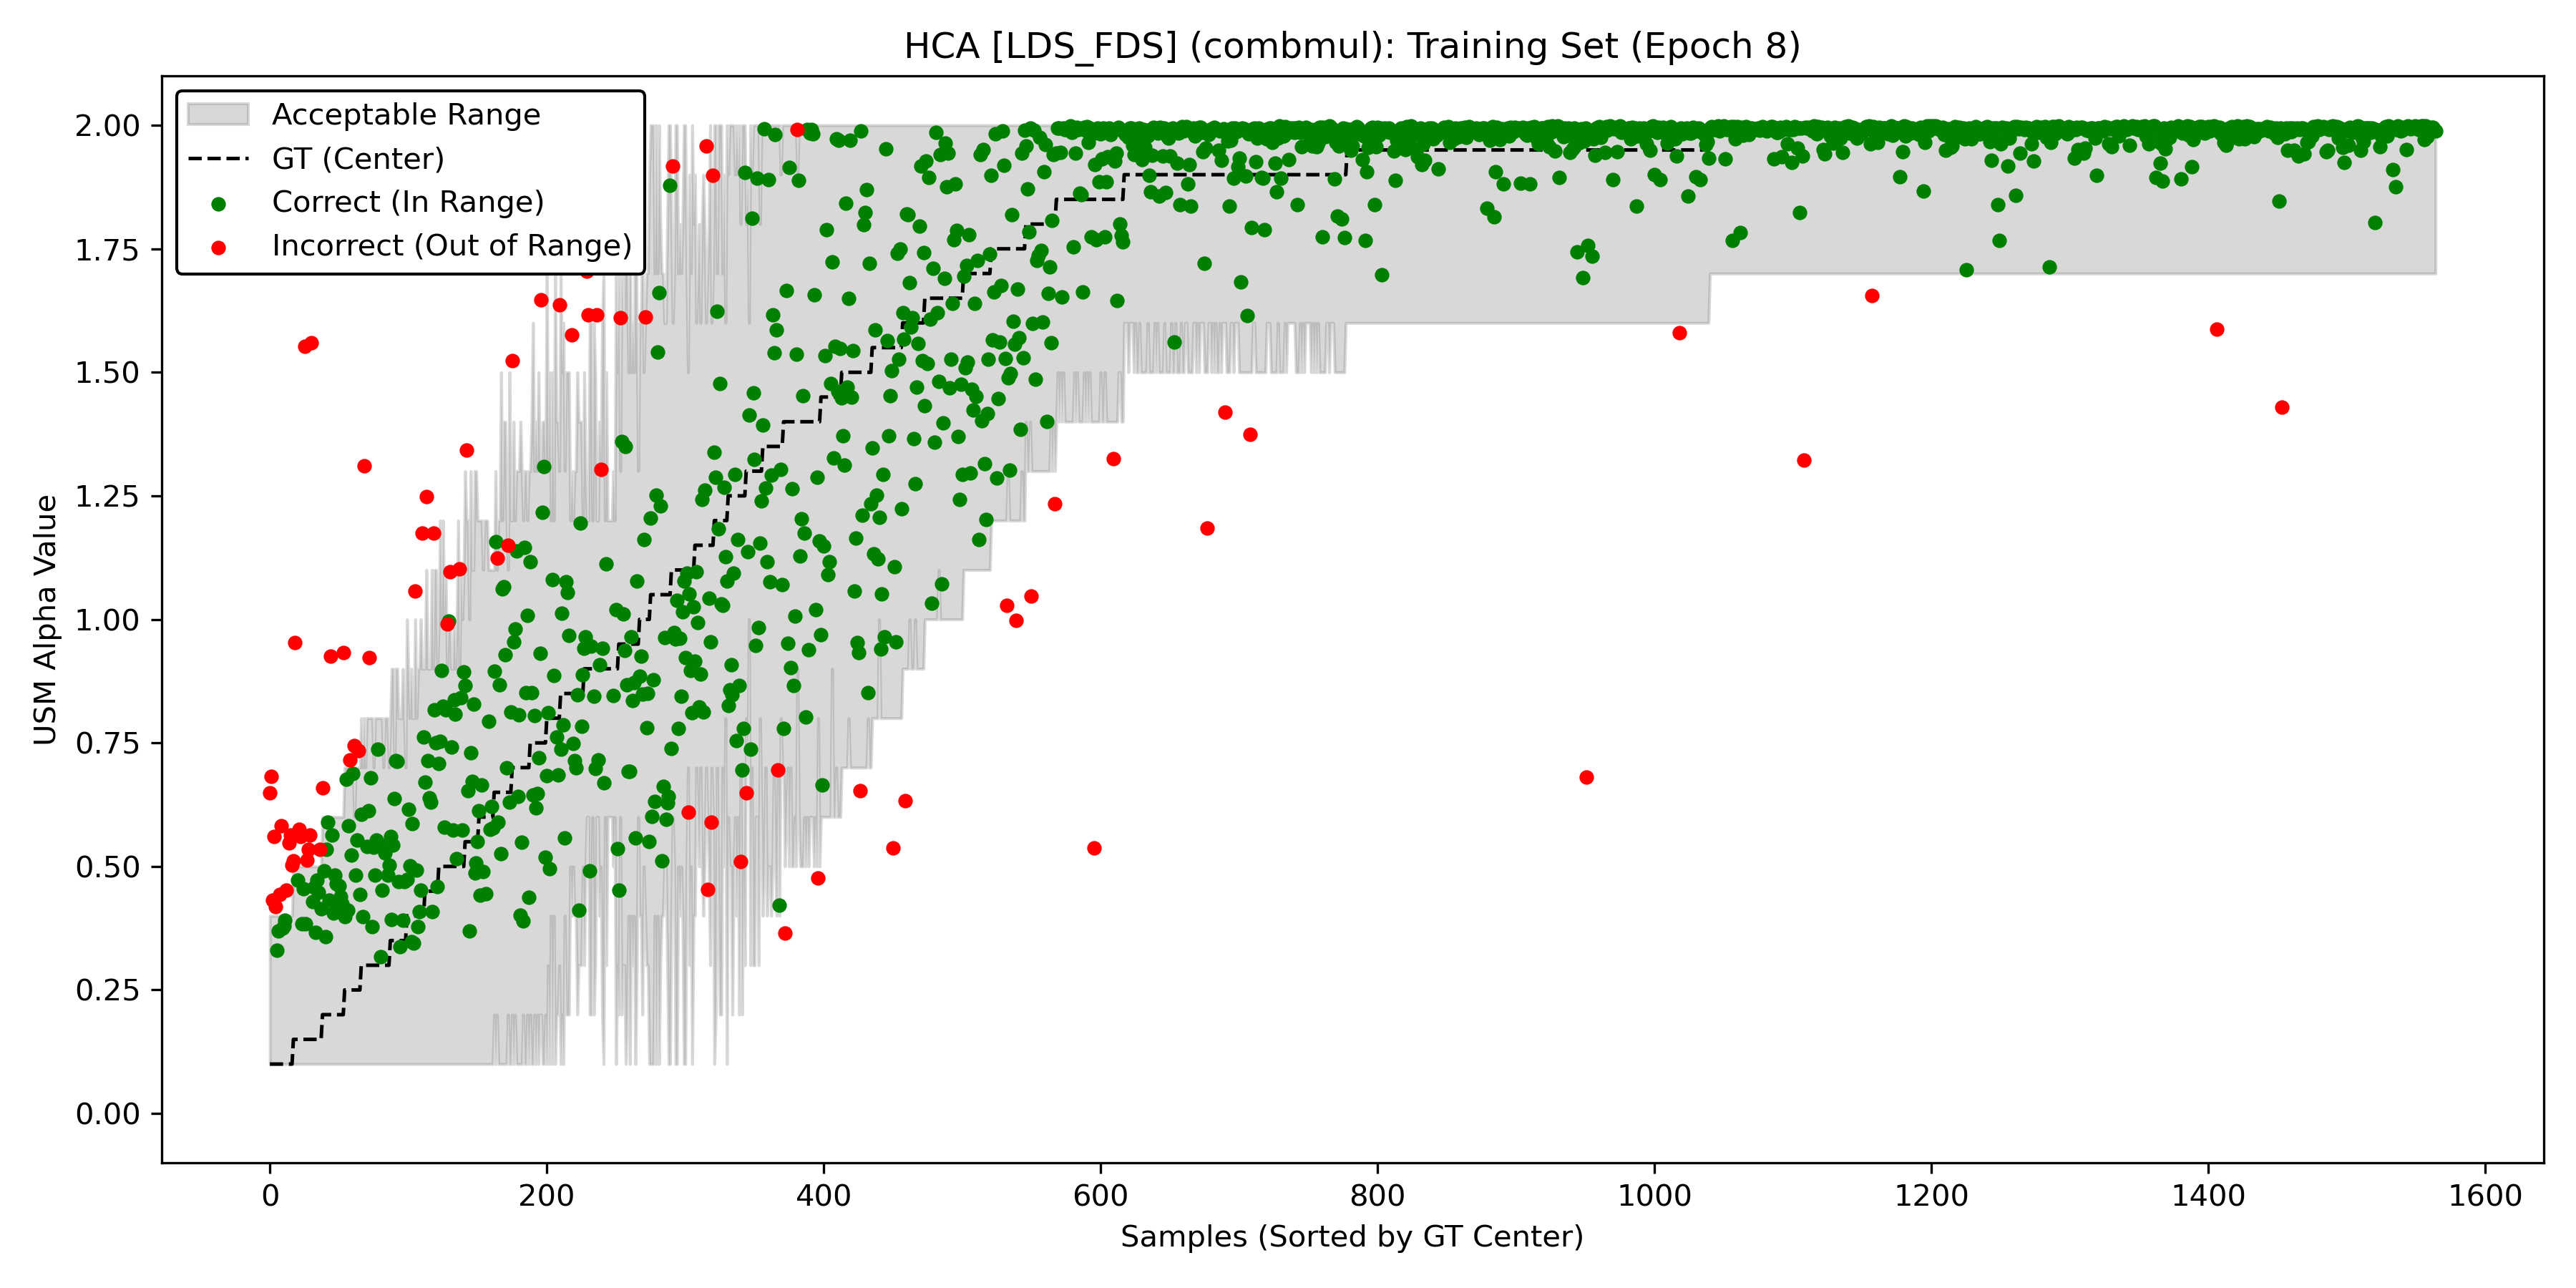 HCA [LDS_FDS] (combmul): Training Set (Epoch 8)
Acceptable Range
GT (Center)
Correct (In Range)
Incorrect (Out of Range)
USM Alpha Value
2.00
1.75
1.50
1.25
1.00
0.75
0.50
0.25
0.00
0 200 400 600 800 1000 1200 1400 1600
Samples (Sorted by GT Center)